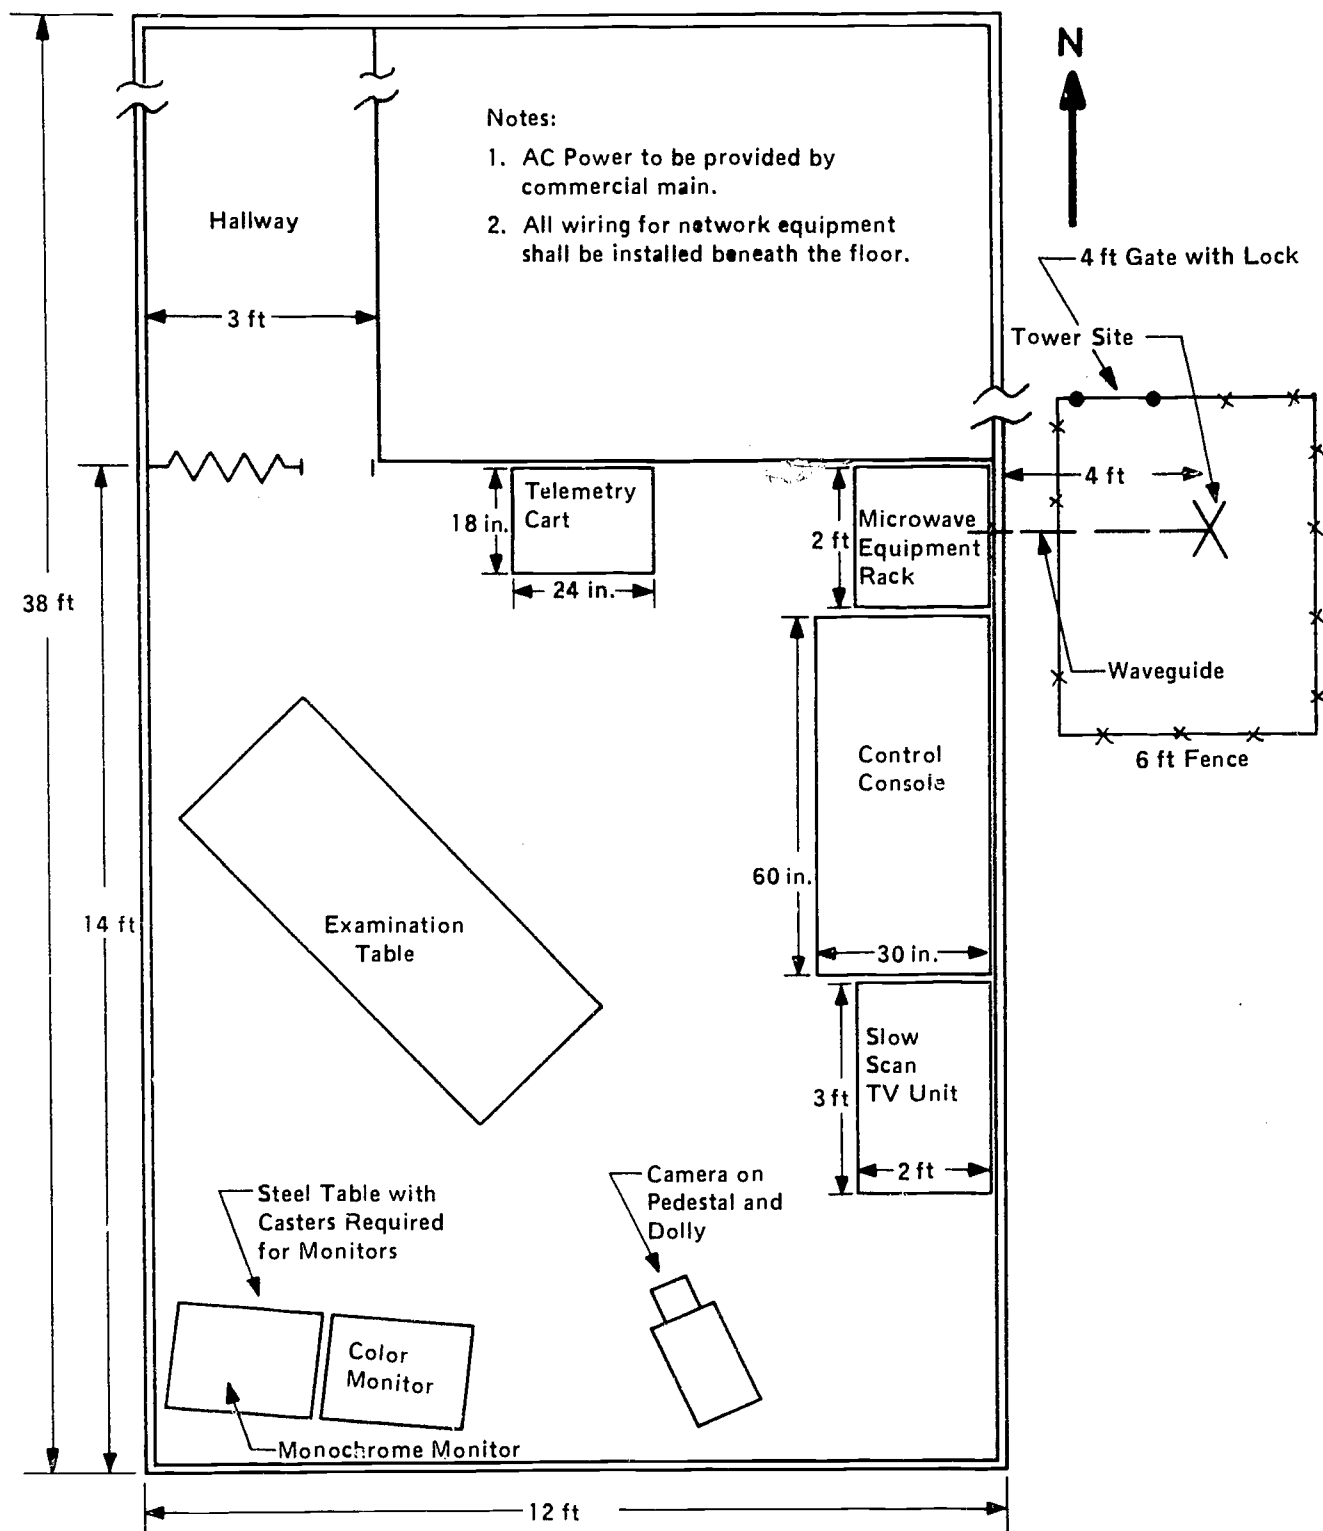 N
Notes:
1. AC Power to be provided by
commercial main.
2. All wiring for network equipment
shall be installed beneath the floor.
Hallway
4 ft Gate with Lock
3 ft
Tower Site
4 ft
Telemetry
Cart
18 in.
24 in.
Microwave
Equipment
Rack
2 ft
38 ft
Waveguide
6 ft Fence
Control
Console
60 in.
30 in.
14 ft
Examination
Table
Slow
Scan
TV Unit
3 ft
2 ft
Steel Table with
Casters Required
for Monitors
Camera on
Pedestal and
Dolly
Color
Monitor
Monochrome Monitor
12 ft